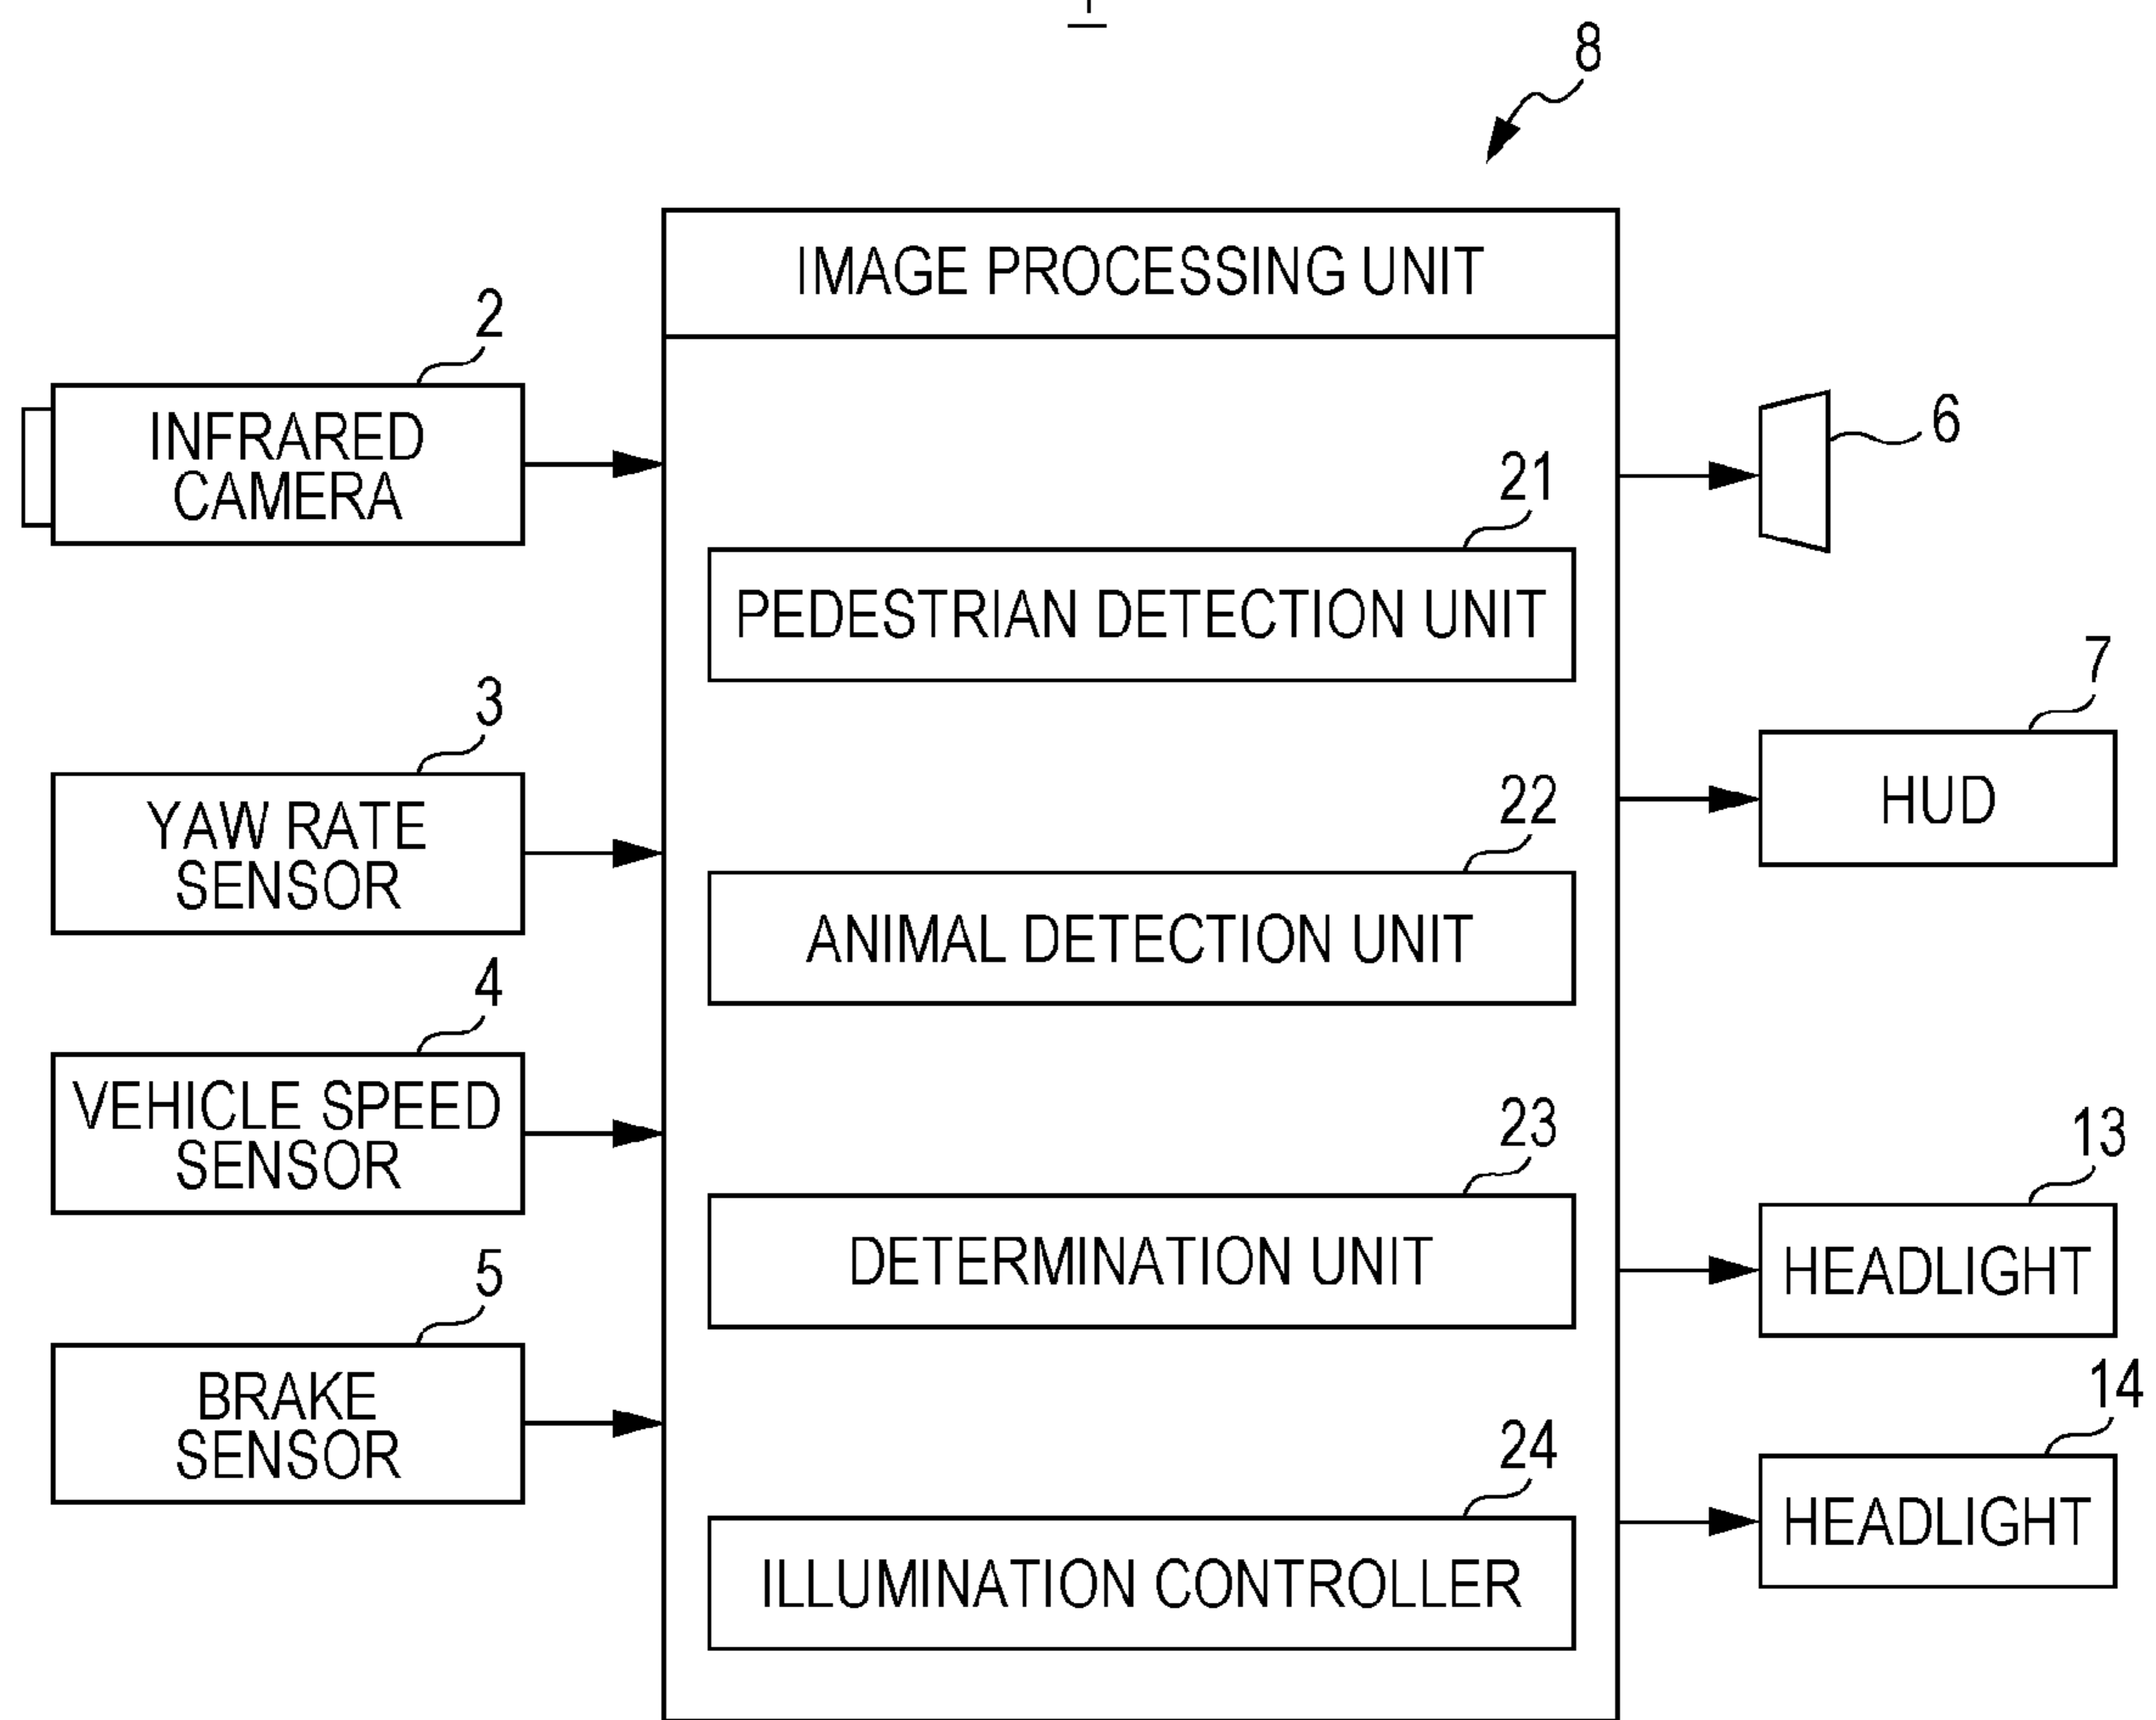 8
IMAGE PROCESSING UNIT
2
INFRARED
CAMERA
6
21
PEDESTRIAN DETECTION UNIT
7
HUD
3
YAW RATE
SENSOR
22
ANIMAL DETECTION UNIT
4
VEHICLE SPEED
SENSOR
23
DETERMINATION UNIT
13
HEADLIGHT
5
BRAKE
SENSOR
14
HEADLIGHT
24
ILLUMINATION CONTROLLER